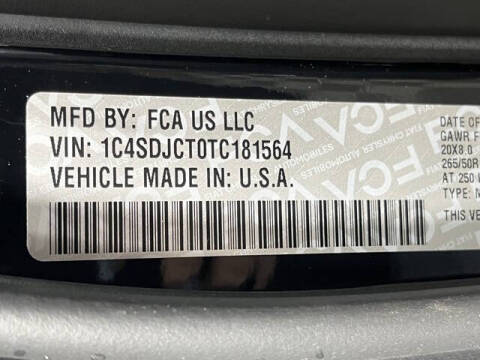 MFD BY: FCA US LLC
VIN: 1C4SDJCT0TC181564
VEHICLE MADE IN: U.S.A.
DATE OF
GAWR F
20X8.0
265/50R
AT 250
TYPE:
THIS VE